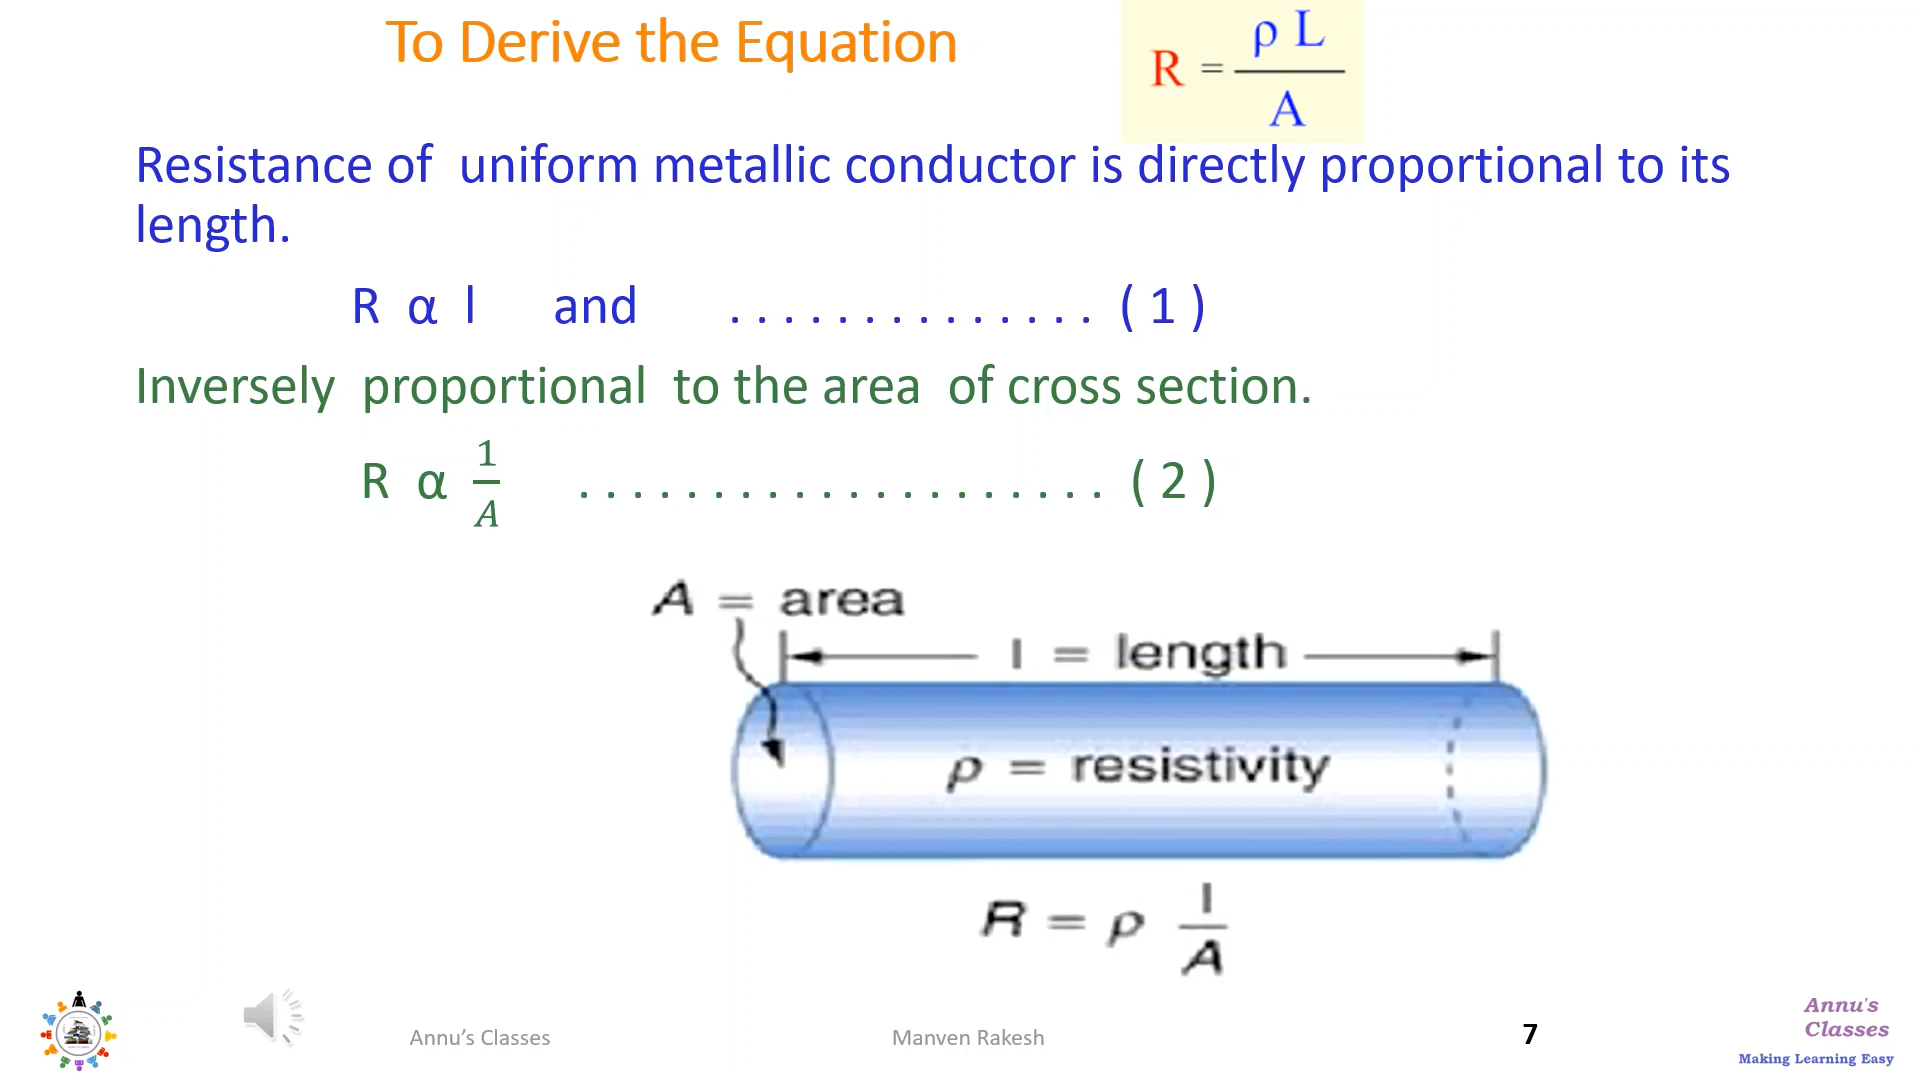 To Derive the Equation
R = ρ L / A
Resistance of uniform metallic conductor is directly proportional to its
length.
R α l and . . . . . . . . . . . . . . ( 1 )
Inversely proportional to the area of cross section.
R α 1/A . . . . . . . . . . . . . . . . . . . . ( 2 )
A = area
l = length
ρ = resistivity
R = ρ l/A
Annu’s Classes
Manven Rakesh
7
Annu's
Classes
Making Learning Easy